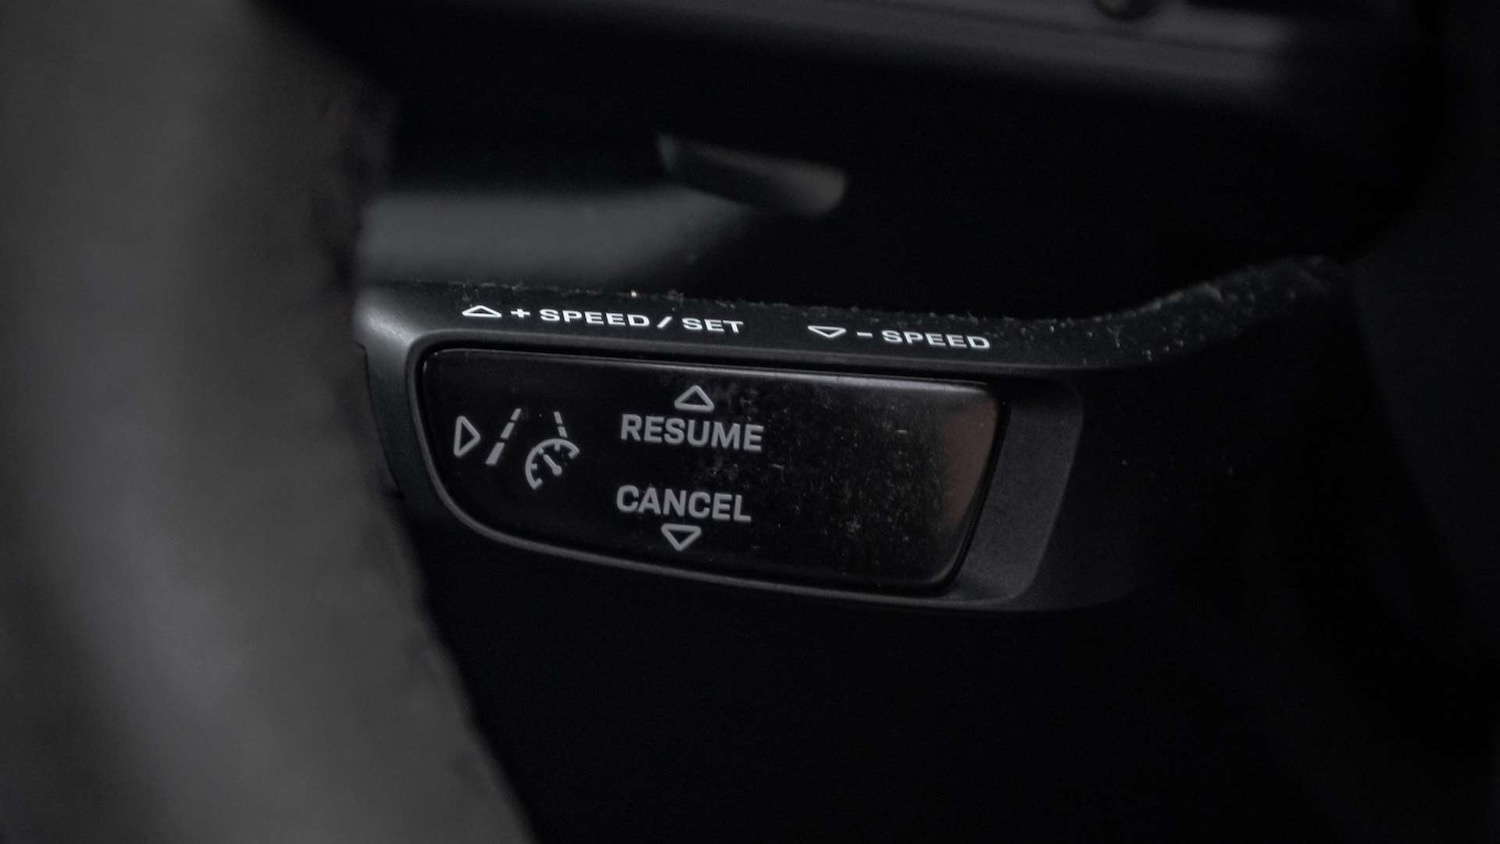 + SPEED / SET - SPEED
RESUME
CANCEL